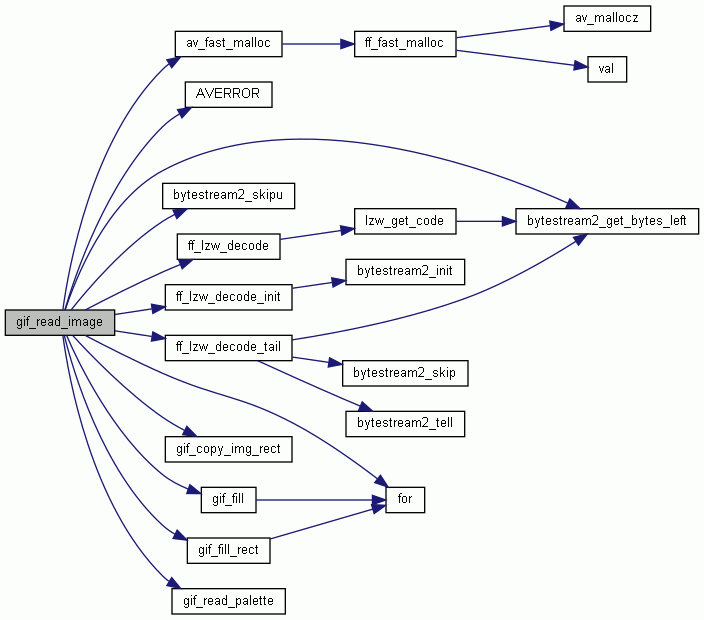 av_mallocz
av_fast_malloc
ff_fast_malloc
val
AVERROR
bytestream2_skipu
lzw_get_code
bytestream2_get_bytes_left
ff_lzw_decode
bytestream2_init
ff_lzw_decode_init
gif_read_image
ff_lzw_decode_tail
bytestream2_skip
bytestream2_tell
gif_copy_img_rect
gif_fill
for
gif_fill_rect
gif_read_palette